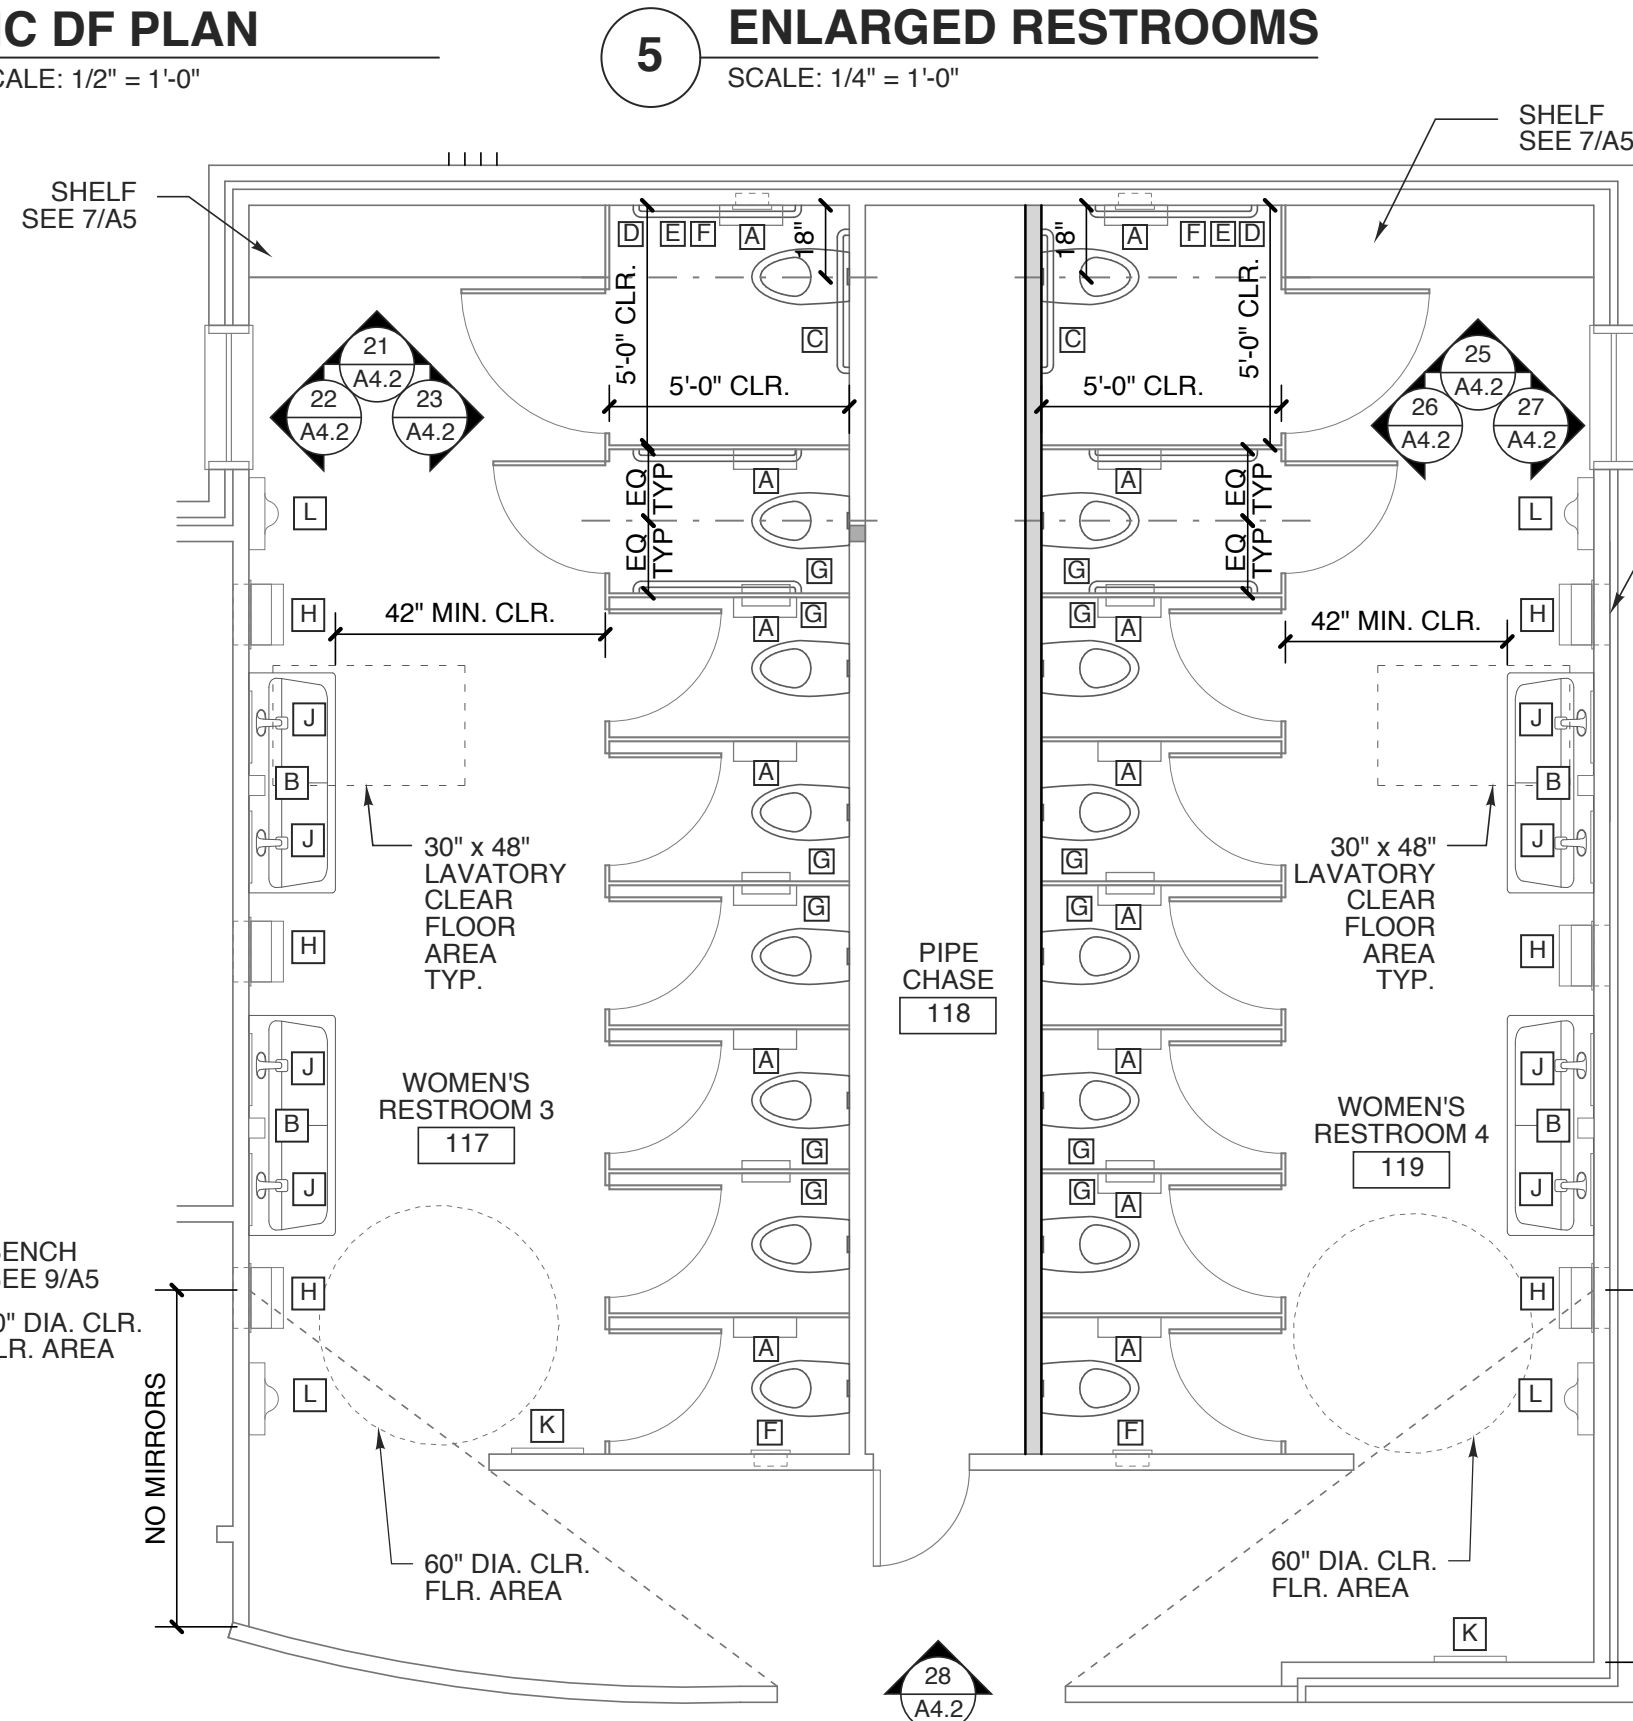 IC DF PLAN
CALE: 1/2" = 1'-0"
5
ENLARGED RESTROOMS
SCALE: 1/4" = 1'-0"
SHELF
SEE 7/A5
SHELF
SEE 7/A5
D E F A
18"
18"
A F E D
5'-0" CLR.
C
C
5'-0" CLR.
5'-0" CLR.
5'-0" CLR.
21
A4.2
22
A4.2
23
A4.2
25
A4.2
26
A4.2
27
A4.2
EQ
TYP
A
A
EQ
TYP
L
L
EQ
TYP
G
G
EQ
TYP
H
42" MIN. CLR.
A
G
G
A
42" MIN. CLR.
H
J
J
B
A
A
B
J
J
30" x 48"
LAVATORY
CLEAR
FLOOR
AREA
TYP.
G
G
30" x 48"
LAVATORY
CLEAR
FLOOR
AREA
TYP.
G
G
A
A
H
H
PIPE
CHASE
118
J
A
A
J
WOMEN'S
RESTROOM 3
117
WOMEN'S
RESTROOM 4
119
B
B
G
G
J
G
G
A
A
J
BENCH
SEE 9/A5
0" DIA. CLR.
LR. AREA
H
H
A
A
L
L
NO MIRRORS
K
F
F
60" DIA. CLR.
FLR. AREA
60" DIA. CLR.
FLR. AREA
K
28
A4.2